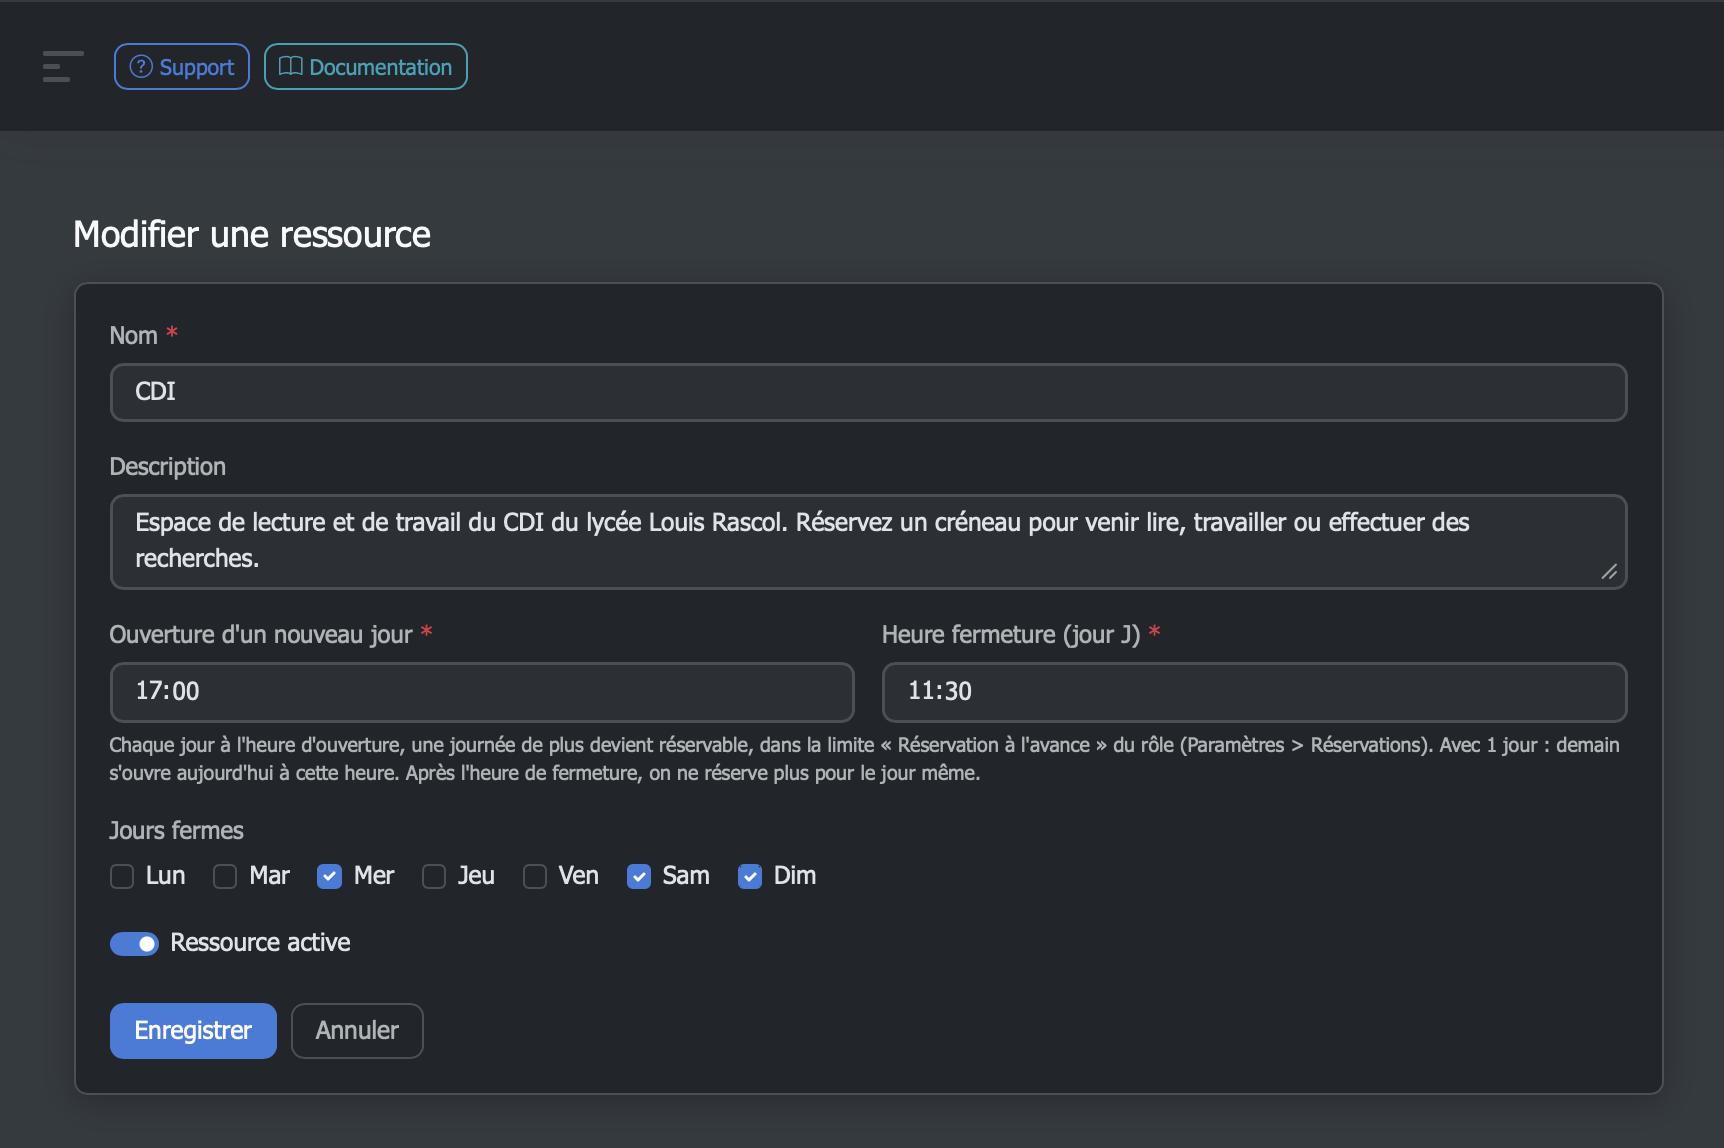 Support Documentation
Modifier une ressource
Nom *
CDI
Description
Espace de lecture et de travail du CDI du lycée Louis Rascol. Réservez un créneau pour venir lire, travailler ou effectuer des
recherches.
Ouverture d'un nouveau jour * Heure fermeture (jour J) *
17:00 11:30
Chaque jour à l'heure d'ouverture, une journée de plus devient réservable, dans la limite « Réservation à l'avance » du rôle (Paramètres > Réservations). Avec 1 jour : demain
s'ouvre aujourd'hui à cette heure. Après l'heure de fermeture, on ne réserve plus pour le jour même.
Jours fermes
Lun Mar Mer Jeu Ven Sam Dim
Ressource active
Enregistrer Annuler